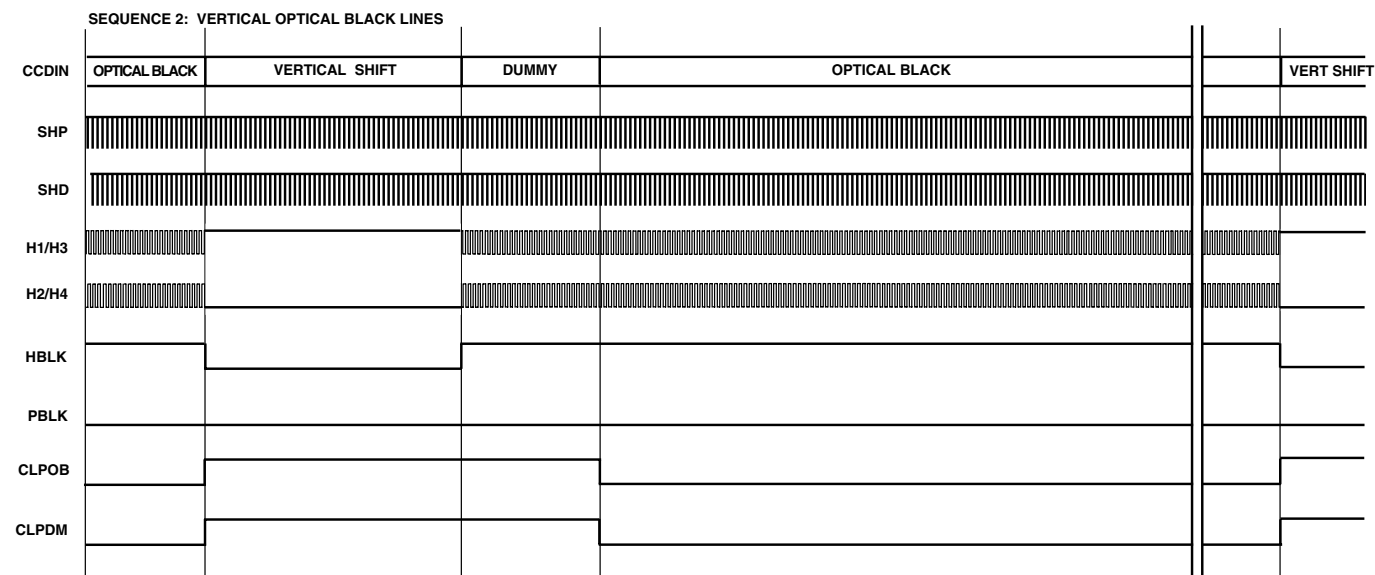 SEQUENCE 2: VERTICAL OPTICAL BLACK LINES
CCDIN OPTICAL BLACK VERTICAL SHIFT DUMMY OPTICAL BLACK VERT SHIFT
SHP
SHD
H1/H3
H2/H4
HBLK
PBLK
CLPOB
CLPDM